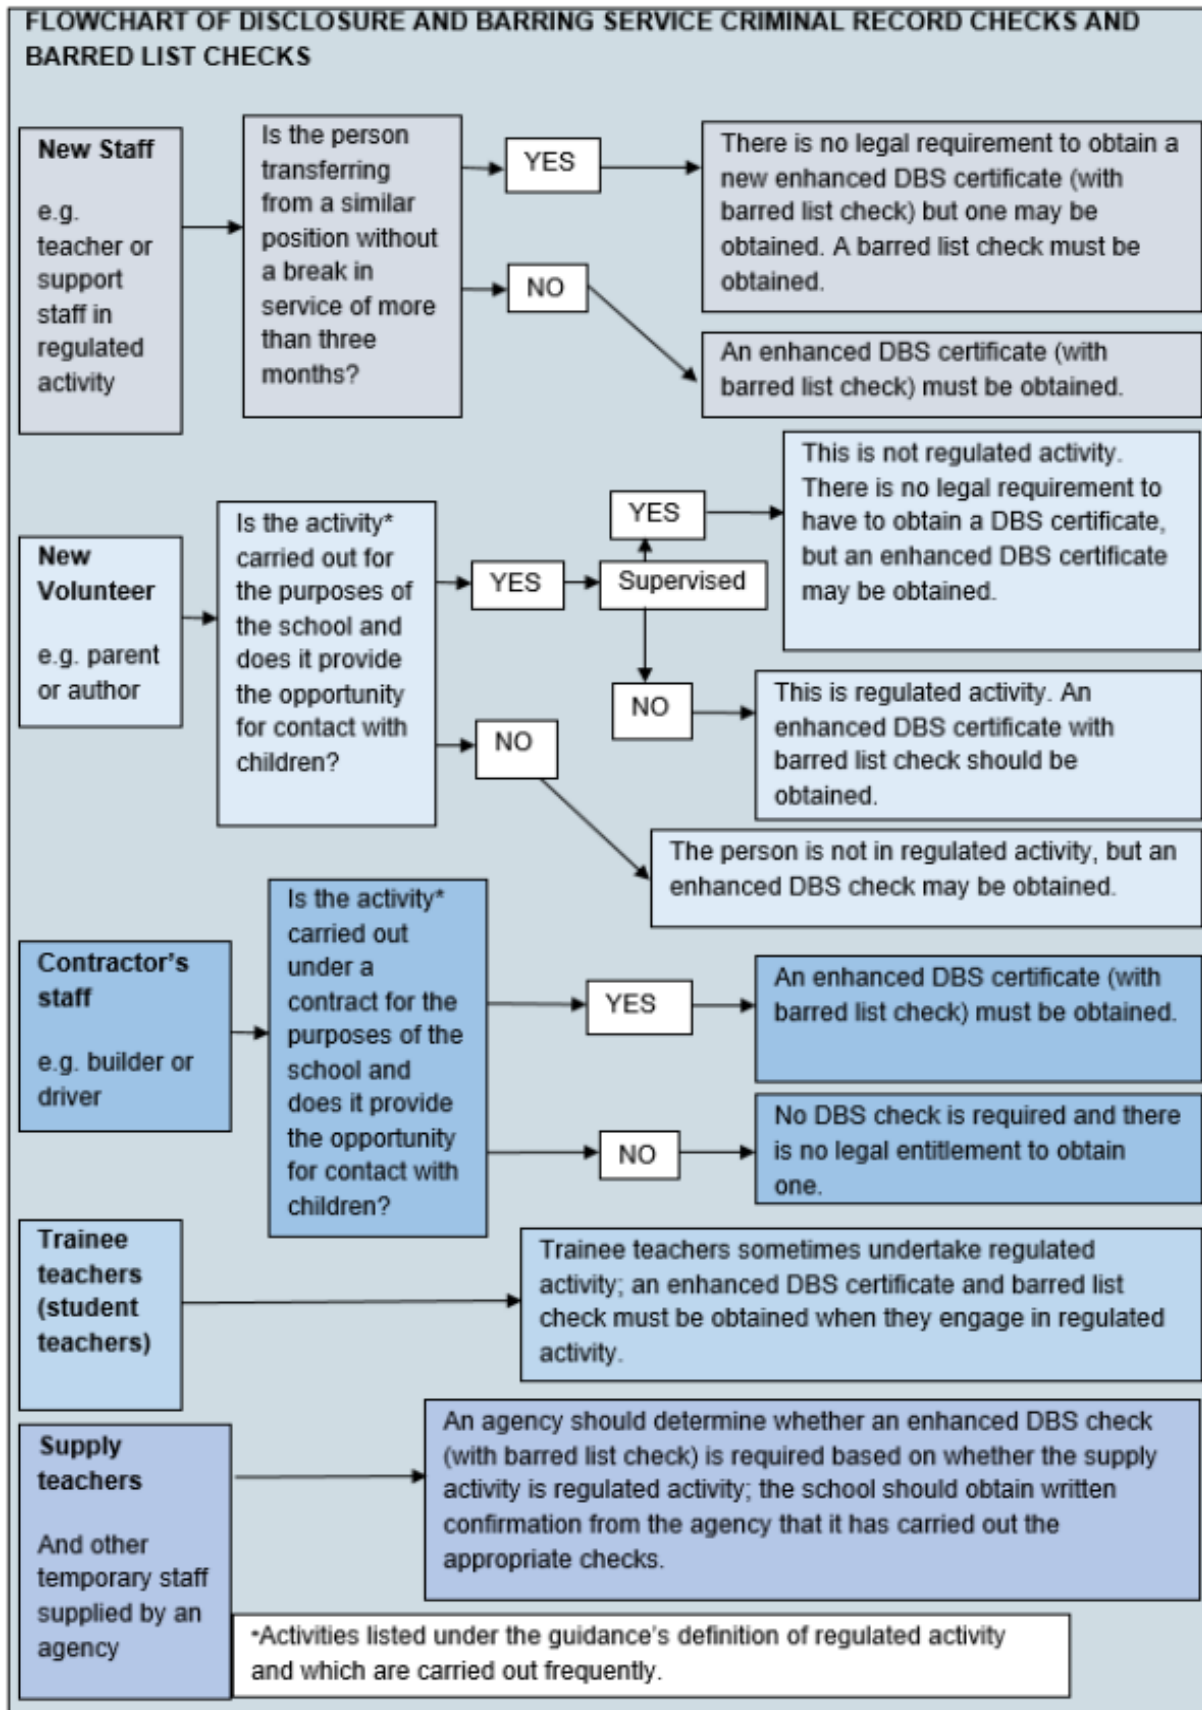 FLOWCHART OF DISCLOSURE AND BARRING SERVICE CRIMINAL RECORD CHECKS AND
BARRED LIST CHECKS
New Staff
e.g.
teacher or
support
staff in
regulated
activity
Is the person
transferring
from a similar
position without
a break in
service of more
than three
months?
YES
There is no legal requirement to obtain a
new enhanced DBS certificate (with
barred list check) but one may be
obtained. A barred list check must be
obtained.
NO
An enhanced DBS certificate (with
barred list check) must be obtained.
New
Volunteer
e.g. parent
or author
Is the activity*
carried out for
the purposes of
the school and
does it provide
the opportunity
for contact with
children?
YES
Supervised
YES
This is not regulated activity.
There is no legal requirement to
have to obtain a DBS certificate,
but an enhanced DBS certificate
may be obtained.
NO
This is regulated activity. An
enhanced DBS certificate with
barred list check should be
obtained.
NO
The person is not in regulated activity, but an
enhanced DBS check may be obtained.
Contractor's
staff
e.g. builder or
driver
Is the activity*
carried out
under a
contract for the
purposes of the
school and
does it provide
the opportunity
for contact with
children?
YES
An enhanced DBS certificate (with
barred list check) must be obtained.
NO
No DBS check is required and there
is no legal entitlement to obtain
one.
Trainee
teachers
(student
teachers)
Trainee teachers sometimes undertake regulated
activity; an enhanced DBS certificate and barred list
check must be obtained when they engage in regulated
activity.
Supply
teachers
And other
temporary staff
supplied by an
agency
An agency should determine whether an enhanced DBS check
(with barred list check) is required based on whether the supply
activity is regulated activity; the school should obtain written
confirmation from the agency that it has carried out the
appropriate checks.
*Activities listed under the guidance's definition of regulated activity
and which are carried out frequently.